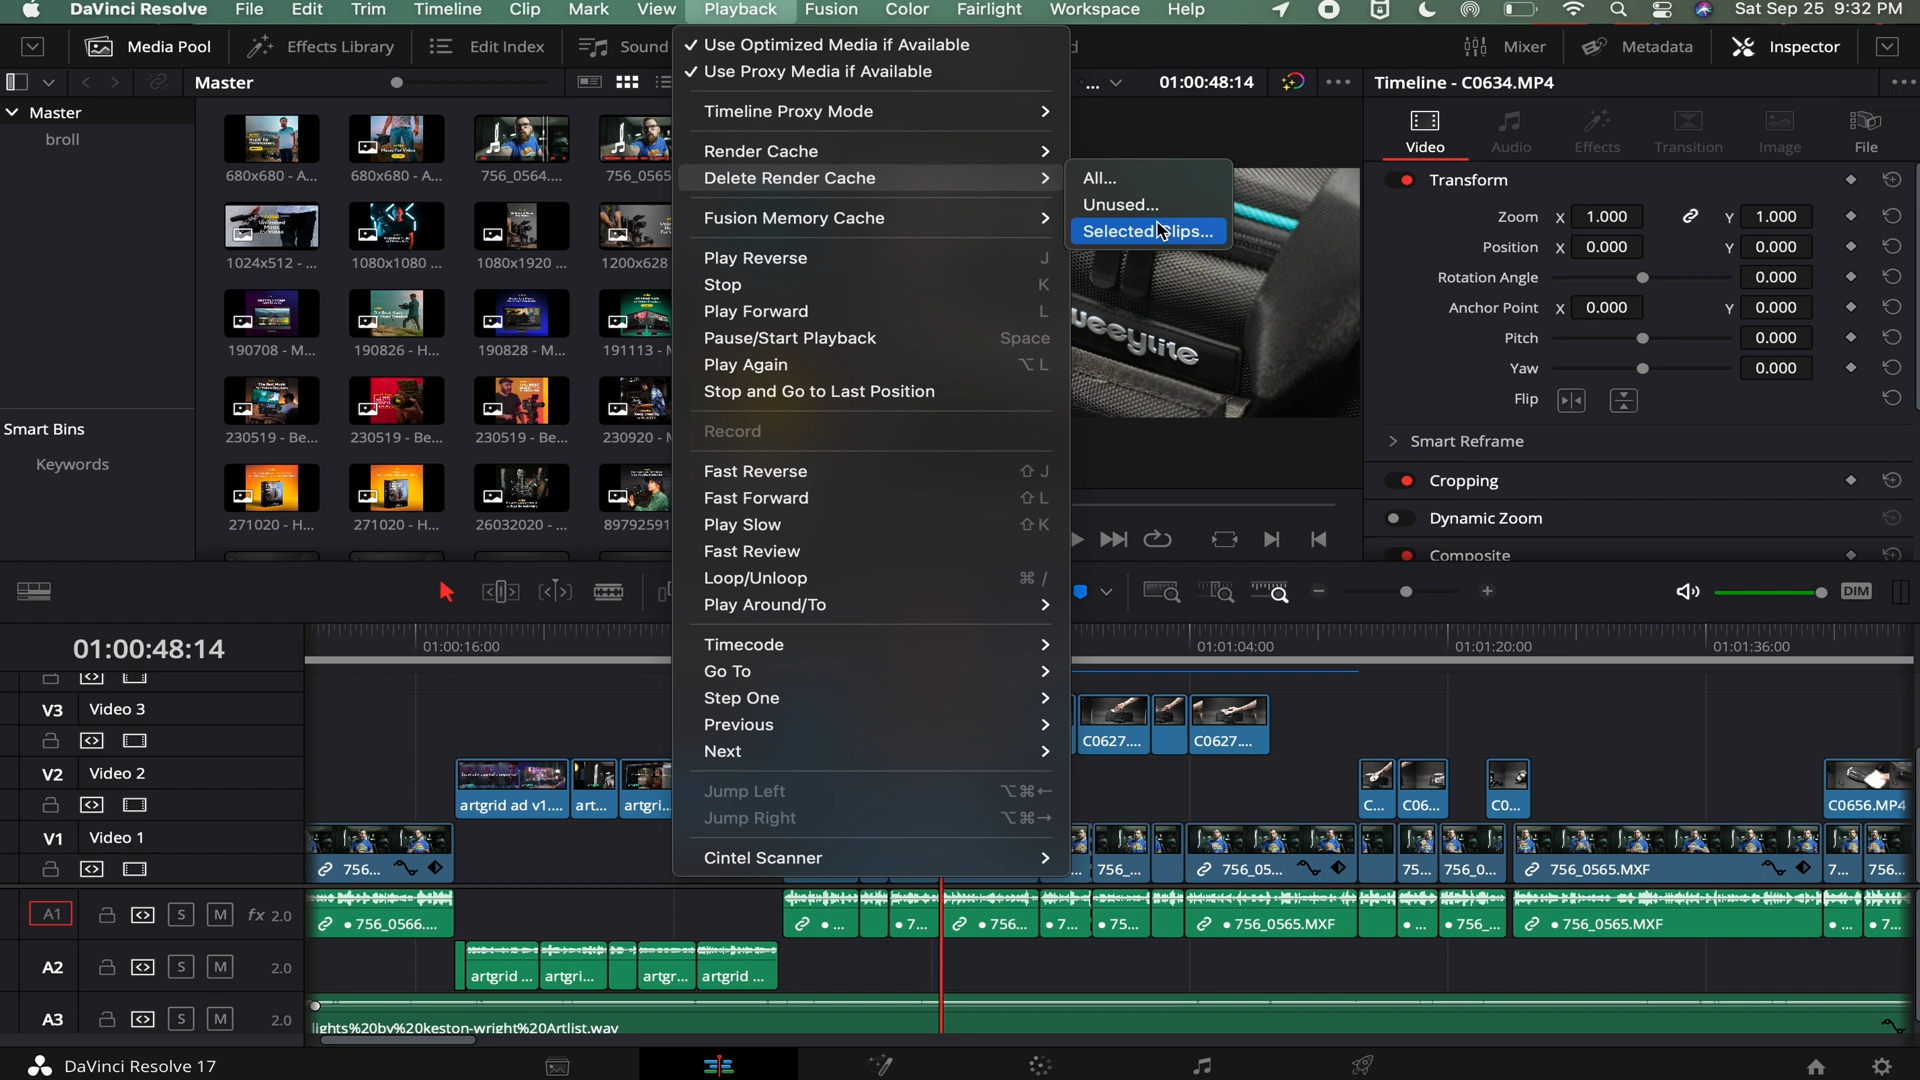 DaVinci Resolve File Edit Trim Timeline Clip Mark View Playback Fusion Color Fairlight Workspace Help Sat Sep 25 9:32 PM
Media Pool Effects Library Edit Index Sound Mixer Metadata Inspector
Master ... 01:00:48:14 Timeline - C0634.MP4
Master
broll
Smart Bins
Keywords
680x680 - A... 680x680 - A... 756_0564.... 756_0565
1024x512 - ... 1080x1080 ... 1080x1920 ... 1200x628
190708 - M... 190826 - H... 190828 - M... 191113 - M
230519 - Be... 230519 - Be... 230519 - Be... 230920 - M
271020 - H... 271020 - H... 26032020 - ... 89792591
Use Optimized Media if Available
Use Proxy Media if Available
Timeline Proxy Mode
Render Cache
Delete Render Cache
Fusion Memory Cache
Play Reverse J
Stop K
Play Forward L
Pause/Start Playback Space
Play Again ⌥ L
Stop and Go to Last Position
Record
Fast Reverse ⇧ J
Fast Forward ⇧ L
Play Slow ⇧ K
Fast Review
Loop/Unloop ⌘ /
Play Around/To
Timecode
Go To
Step One
Previous
Next
Jump Left ⌥⌘←
Jump Right ⌥⌘→
Cintel Scanner
All...
Unused...
Selected Clips...
Video Audio Effects Transition Image File
Transform
Zoom X 1.000 Y 1.000
Position X 0.000 Y 0.000
Rotation Angle 0.000
Anchor Point X 0.000 Y 0.000
Pitch 0.000
Yaw 0.000
Flip
Smart Reframe
Cropping
Dynamic Zoom
Composite
DIM
01:00:48:14 01:00:16:00 01:01:04:00 01:01:20:00 01:01:36:00
V3 Video 3 C0627.... C0627....
V2 Video 2 artgrid ad v1.... art... artgri... C... C06... C0... C0656.MP4
V1 Video 1 756... 756_... 756_05... 75... 756_0... 756_0565.MXF 7... 756...
A1 S M fx 2.0 756_0566.... ... 7... 756... 7... 75... 756_0565.MXF ... 756_... 756_0565.MXF ... 7...
A2 S M 2.0 artgrid ... artgri... artgr... artgrid ...
A3 S M 2.0 lights%20by%20keston-wright%20Artlist.wav
DaVinci Resolve 17